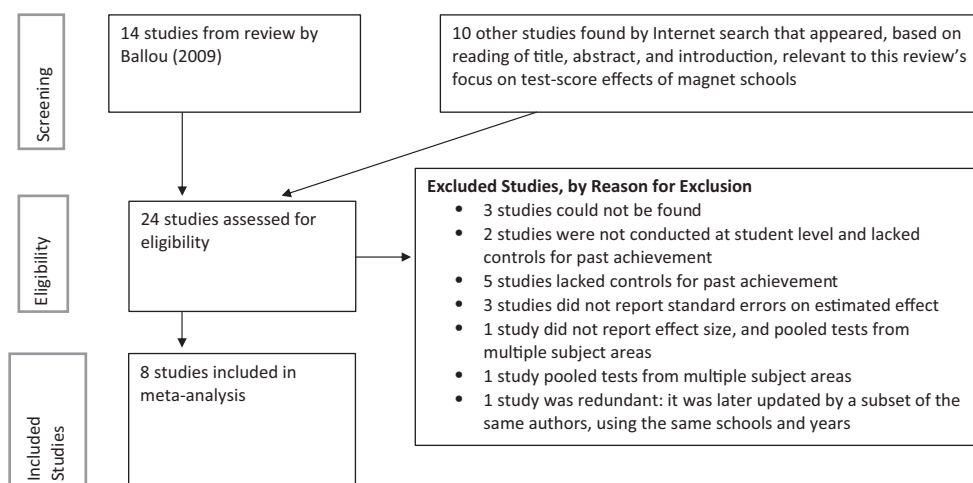 Screening
14 studies from review by
Ballou (2009)
10 other studies found by Internet search that appeared, based on
reading of title, abstract, and introduction, relevant to this review's
focus on test-score effects of magnet schools
Eligibility
24 studies assessed for
eligibility
Excluded Studies, by Reason for Exclusion
• 3 studies could not be found
• 2 studies were not conducted at student level and lacked
controls for past achievement
• 5 studies lacked controls for past achievement
• 3 studies did not report standard errors on estimated effect
• 1 study did not report effect size, and pooled tests from
multiple subject areas
• 1 study pooled tests from multiple subject areas
• 1 study was redundant: it was later updated by a subset of the
same authors, using the same schools and years
Included
Studies
8 studies included in
meta-analysis